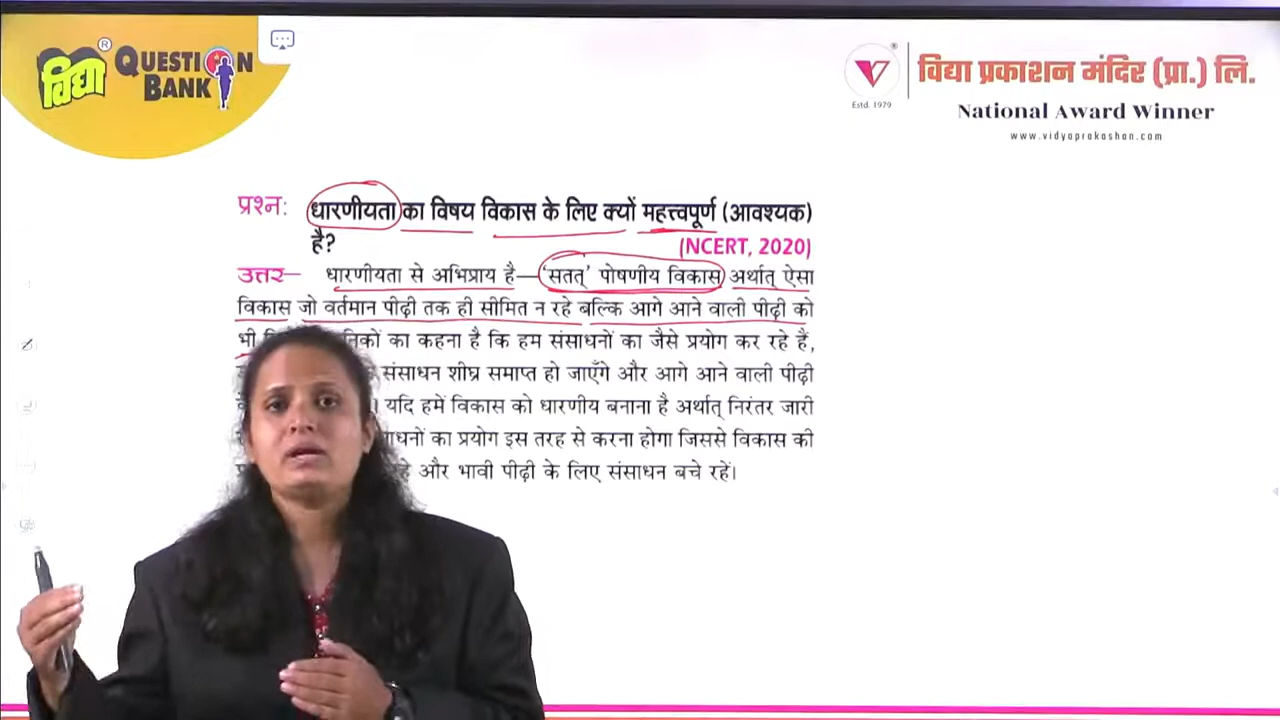 विद्या
®
QUESTION
BANK
®
Estd. 1979
विद्या प्रकाशन मंदिर (प्रा.) लि.
National Award Winner
www.vidyaprakashan.com
प्रश्न: धारणीयता का विषय विकास के लिए क्यों महत्त्वपूर्ण (आवश्यक)
है? (NCERT, 2020)
उत्तर— धारणीयता से अभिप्राय है—‘सतत्’ पोषणीय विकास अर्थात् ऐसा
विकास जो वर्तमान पीढ़ी तक ही सीमित न रहे बल्कि आगे आने वाली पीढ़ी को
भी का कहना है कि हम संसाधनों का जैसे प्रयोग कर रहे हैं,
संसाधन शीघ्र समाप्त हो जाएँगे और आगे आने वाली पीढ़ी
। यदि हमें विकास को धारणीय बनाना है अर्थात् निरंतर जारी
का प्रयोग इस तरह से करना होगा जिससे विकास की
और भावी पीढ़ी के लिए संसाधन बचे रहें।